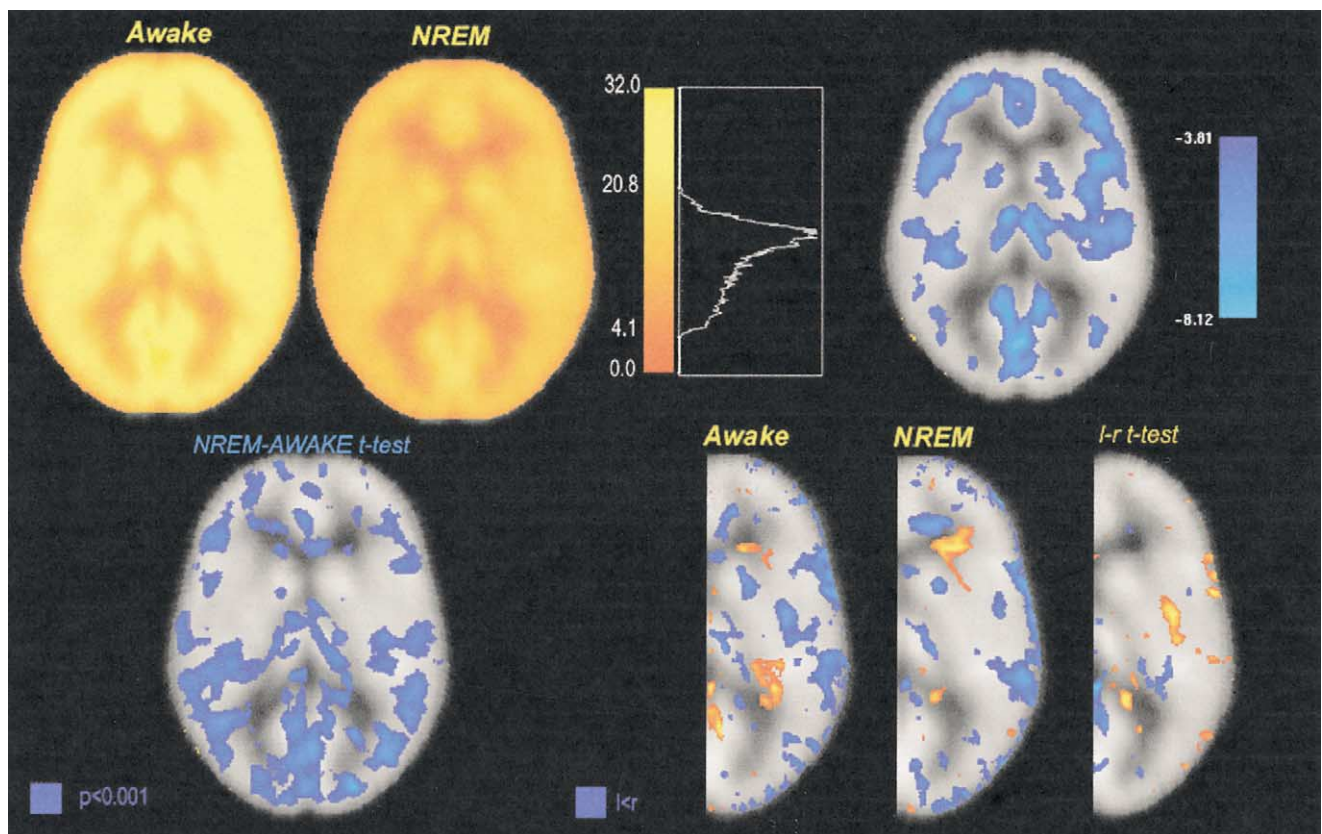 Awake
NREM
32.0
20.8
4.1
0.0
-3.81
-8.12
NREM-AWAKE t-test
Awake
NREM
l-r t-test
p<0.001
l<r